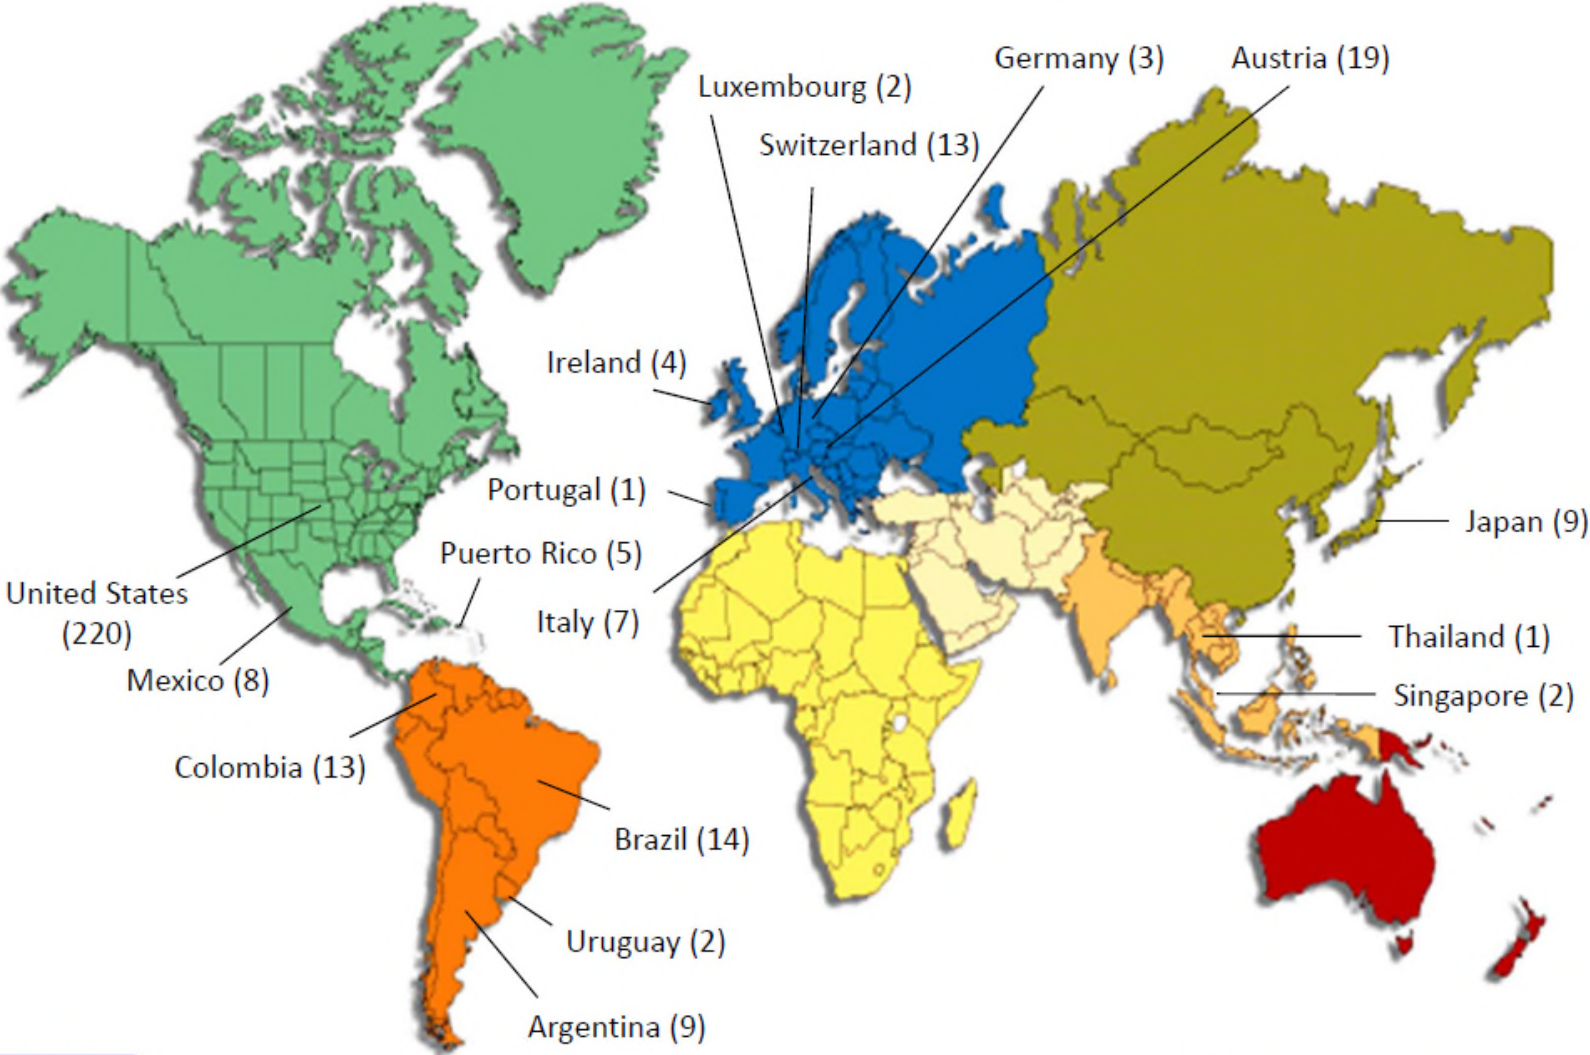 Germany (3)
Austria (19)
Luxembourg (2)
Switzerland (13)
Ireland (4)
Portugal (1)
Japan (9)
Puerto Rico (5)
United States
(220)
Italy (7)
Thailand (1)
Mexico (8)
Singapore (2)
Colombia (13)
Brazil (14)
Uruguay (2)
Argentina (9)